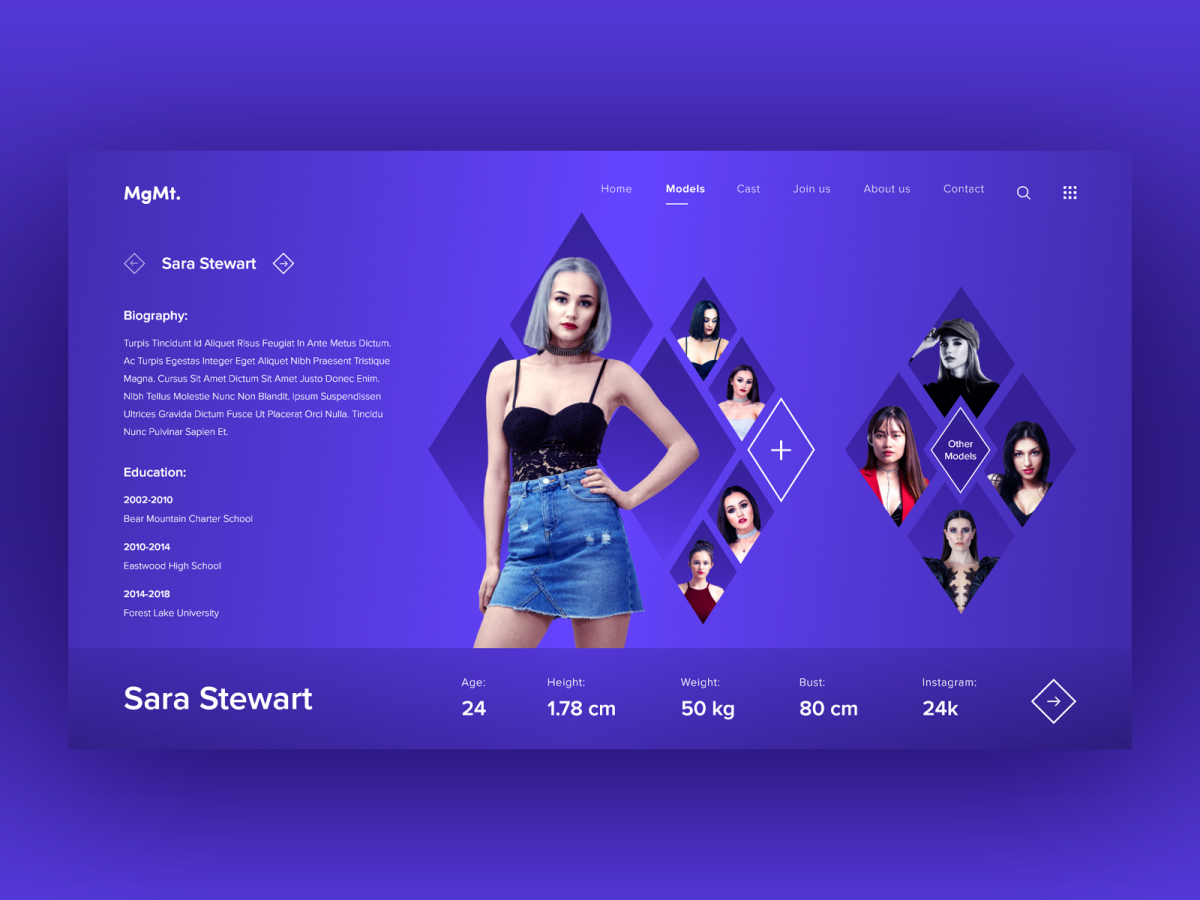 MgMt.
Home Models Cast Join us About us Contact
Sara Stewart
Biography:
Turpis Tincidunt Id Aliquet Risus Feugiat In Ante Metus Dictum.
Ac Turpis Egestas Integer Eget Aliquet Nibh Praesent Tristique
Magna. Cursus Sit Amet Dictum Sit Amet Justo Donec Enim.
Nibh Tellus Molestie Nunc Non Blandit. Ipsum Suspendissen
Ultrices Gravida Dictum Fusce Ut Placerat Orci Nulla. Tincidu
Nunc Pulvinar Sapien Et.
Education:
2002-2010
Bear Mountain Charter School
2010-2014
Eastwood High School
2014-2018
Forest Lake University
Other
Models
Sara Stewart
Age: Height: Weight: Bust: Instagram:
24 1.78 cm 50 kg 80 cm 24k